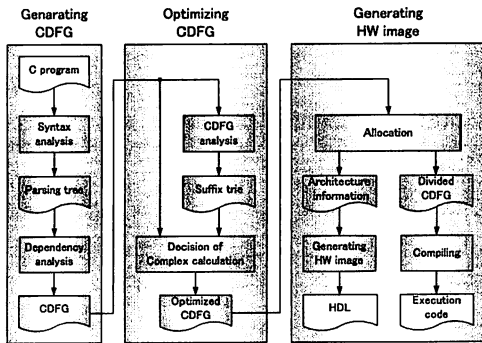 Genarating
CDFG
Optimizing
CDFG
Generating
HW image
C program
Syntax
analysis
Parsing tree
Dependency
analysis
CDFG
CDFG
analysis
Suffix trie
Decision of
Complex calculation
Optimized
CDFG
Allocation
Architecture
Information
Divided
CDFG
Generating
HW image
Compiling
HDL
Execution
code